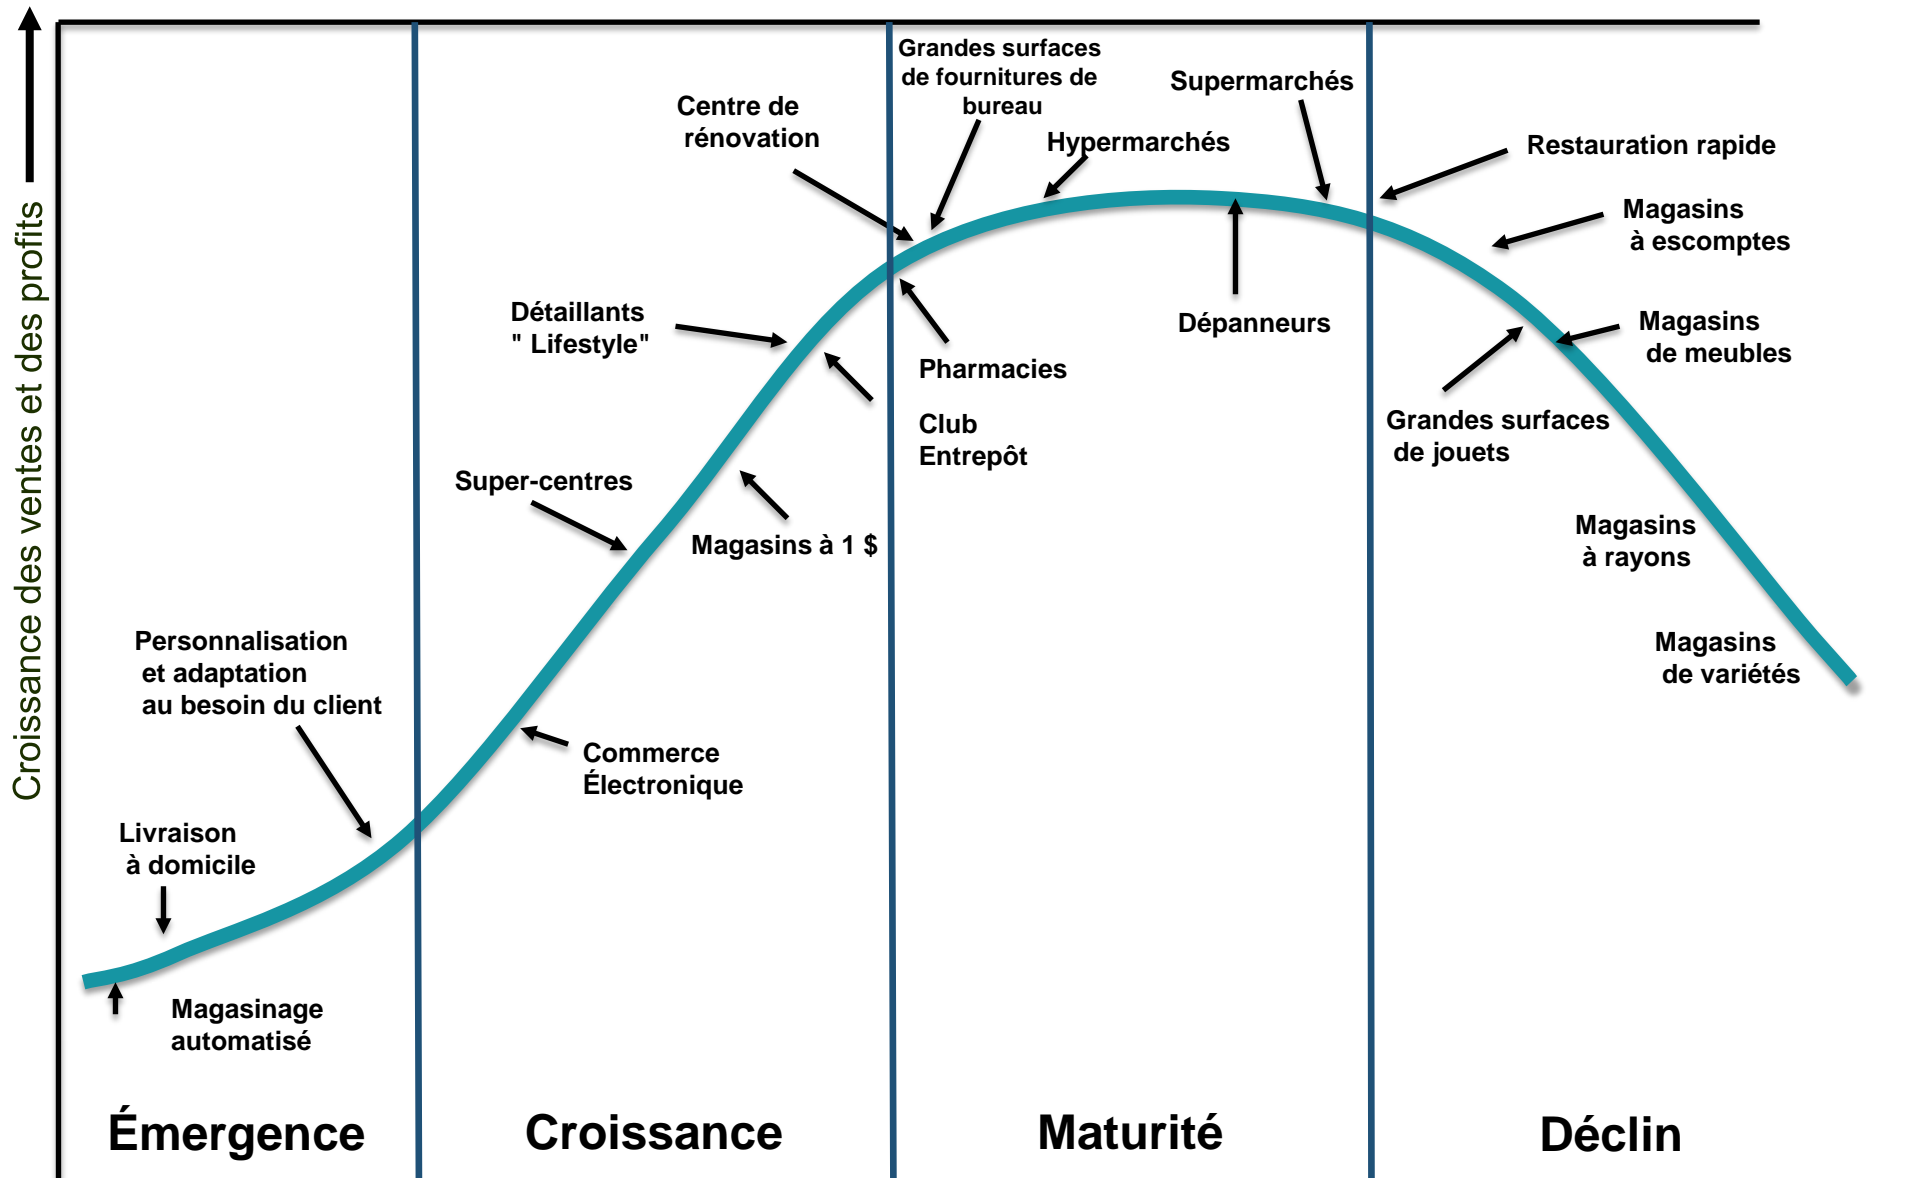 Croissance des ventes et des profits
Grandes surfaces
de fournitures de
bureau
Supermarchés
Centre de
rénovation
Hypermarchés
Restauration rapide
Magasins
à escomptes
Détaillants
" Lifestyle"
Dépanneurs
Magasins
de meubles
Pharmacies
Club
Entrepôt
Grandes surfaces
de jouets
Super-centres
Magasins à 1 $
Magasins
à rayons
Personnalisation
et adaptation
au besoin du client
Magasins
de variétés
Commerce
Électronique
Livraison
à domicile
Magasinage
automatisé
Émergence
Croissance
Maturité
Déclin